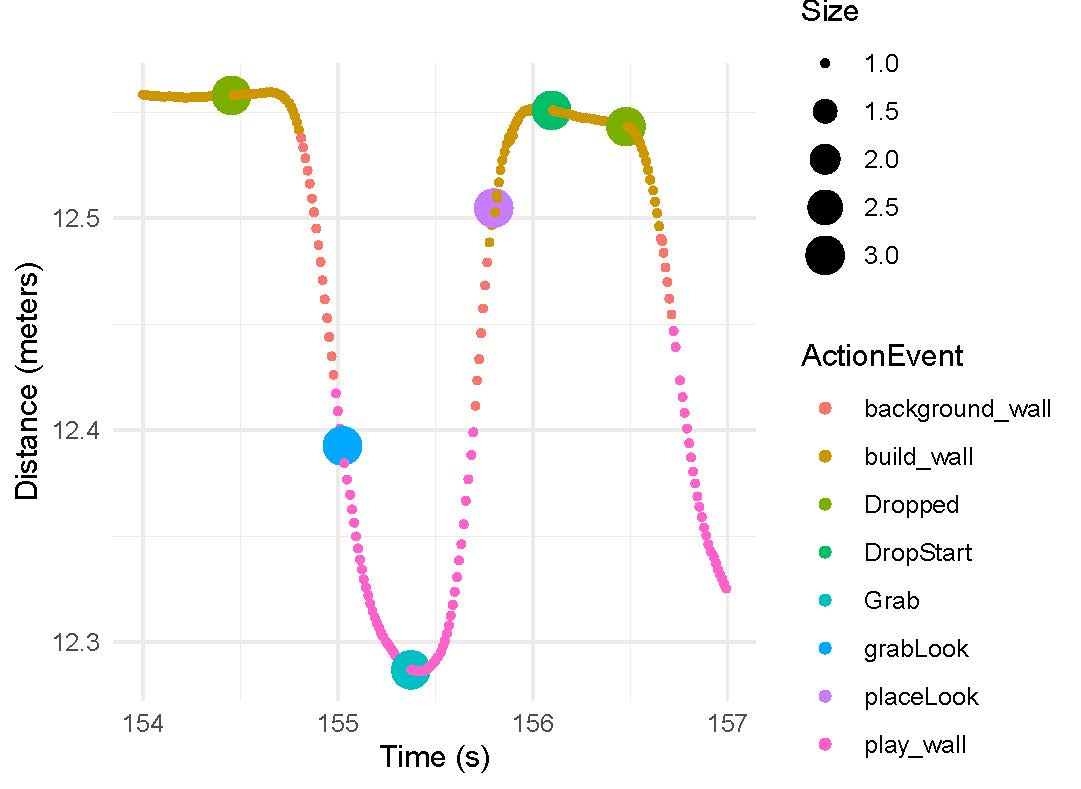 Size
1.0
1.5
2.0
2.5
3.0
ActionEvent
background_wall
build_wall
Dropped
DropStart
Grab
grabLook
placeLook
play_wall
Distance (meters)
12.5
12.4
12.3
154 155 156 157
Time (s)